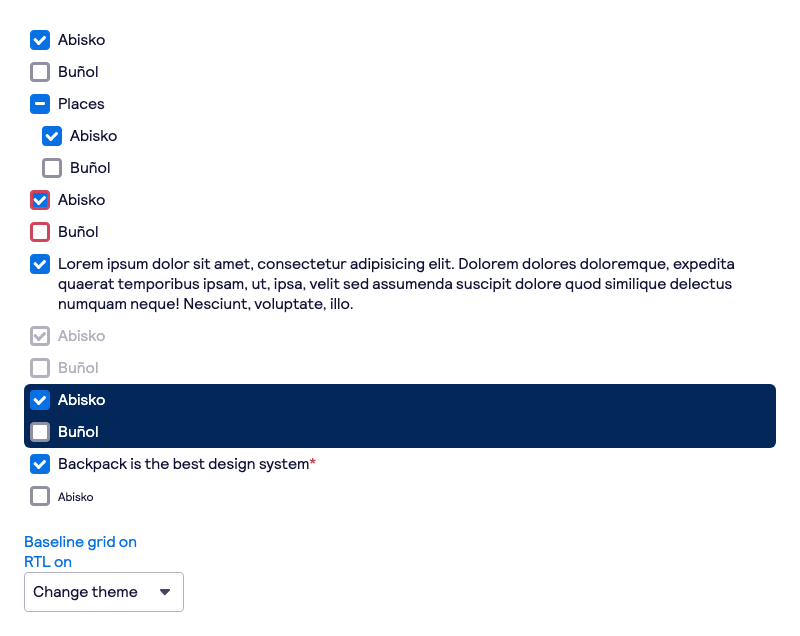 Abisko
Buñol
Places
Abisko
Buñol
Abisko
Buñol
Lorem ipsum dolor sit amet, consectetur adipisicing elit. Dolorem dolores doloremque, expedita
quaerat temporibus ipsam, ut, ipsa, velit sed assumenda suscipit dolore quod similique delectus
numquam neque! Nesciunt, voluptate, illo.
Abisko
Buñol
Abisko
Buñol
Backpack is the best design system*
Abisko
Baseline grid on
RTL on
Change theme